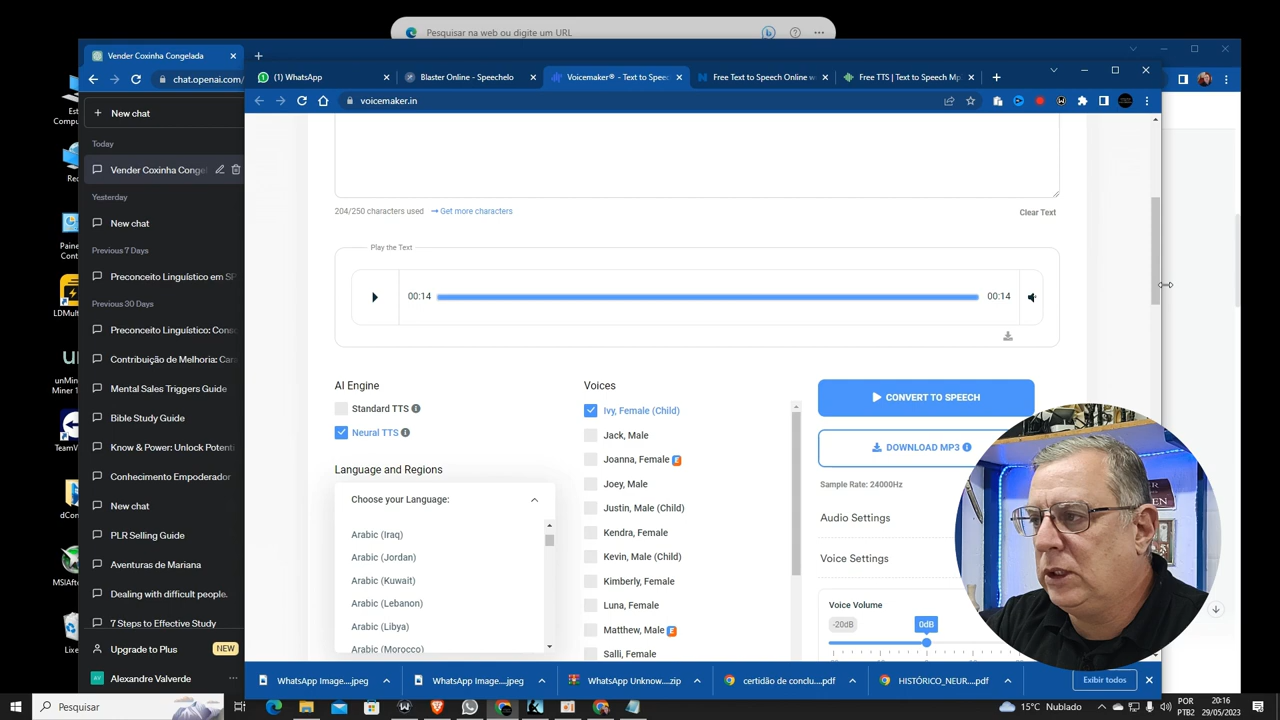 Pesquisar na web ou digite um URL
Vender Coxinha Congelada
chat.openai.com/
(1) WhatsApp
Blaster Online - Speechelo
Voicemaker® - Text to Speec
Free Text to Speech Online w
Free TTS | Text to Speech Mp
voicemaker.in
New chat
Today
Vender Coxinha Conge
Yesterday
New chat
Previous 7 Days
Preconceito Linguístico em SP
Previous 30 Days
Preconceito Linguístico: Consc
Contribuição de Melhoria: Cara
Mental Sales Triggers Guide
Bible Study Guide
Know & Power: Unlock Potenti
Conhecimento Empoderador
New chat
PLR Selling Guide
Aventuras de Mariana
Dealing with difficult people.
7 Steps to Effective Study
Upgrade to Plus
NEW
AV
Alexandre Valverde
204/250 characters used
Get more characters
Clear Text
Play the Text
00:14
00:14
AI Engine
Standard TTS
Neural TTS
Language and Regions
Choose your Language:
Arabic (Iraq)
Arabic (Jordan)
Arabic (Kuwait)
Arabic (Lebanon)
Arabic (Libya)
Arabic (Morocco)
Voices
Ivy, Female (Child)
Jack, Male
Joanna, Female E
Joey, Male
Justin, Male (Child)
Kendra, Female
Kevin, Male (Child)
Kimberly, Female
Luna, Female
Matthew, Male E
Salli, Female
CONVERT TO SPEECH
DOWNLOAD MP3
Sample Rate: 24000Hz
Audio Settings
Voice Settings
Voice Volume
-20dB
0dB
WhatsApp Image....jpeg
WhatsApp Image....jpeg
WhatsApp Unknow....zip
certidão de conclu....pdf
HISTÓRICO_NEUR....pdf
Exibir todos
Pesquisar
15°C Nublado
POR
PTB2
20:16
29/05/2023